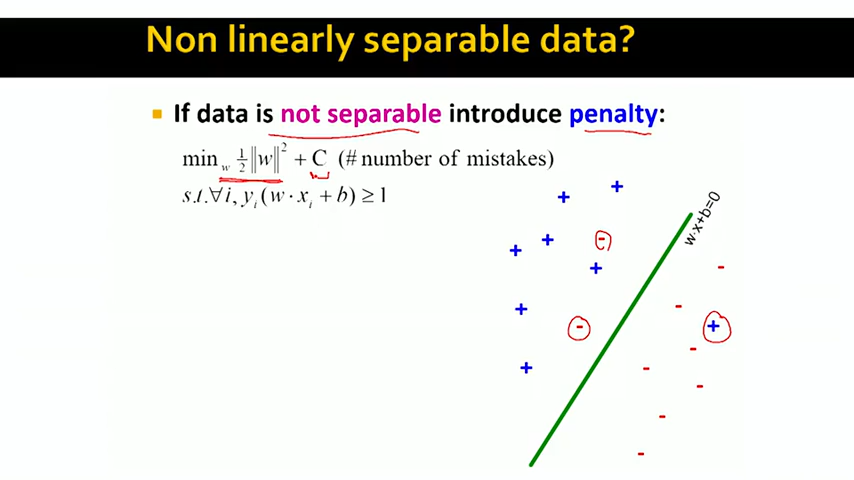 Non linearly separable data?
If data is not separable introduce penalty:
min_w ½‖w‖² + C (# number of mistakes)
s.t.∀i, y_i(w · x_i + b) ≥ 1
w·x+b=0